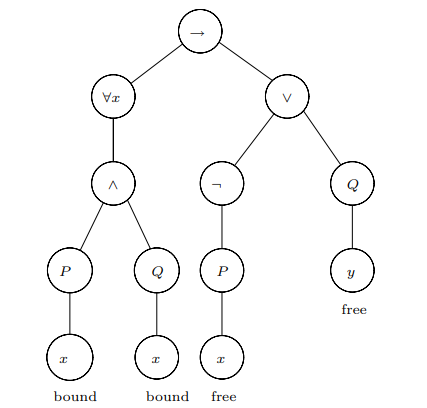 →
∀x ∨
∧ ¬ Q
P Q P y
free
x x x
bound bound free